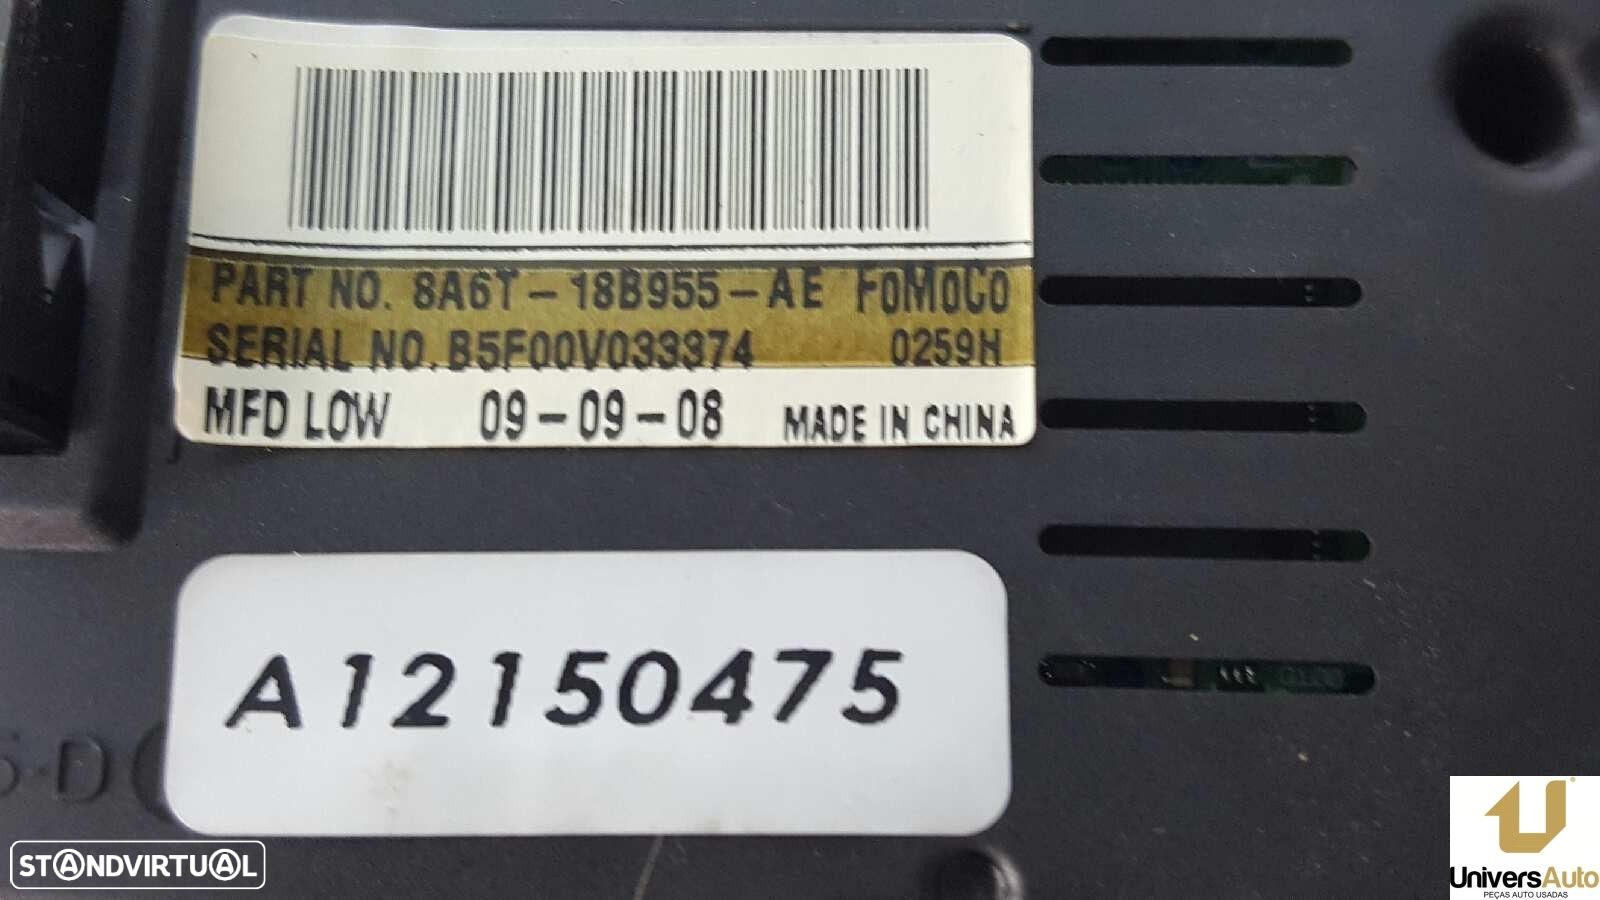 PART NO. 8A6T-18B955-AE FoMoCo
SERIAL NO. B5F00V033374 0259H
MFD LOW 09-09-08 MADE IN CHINA
A12150475
STANDVIRTUAL
UniversAuto
PEÇAS AUTO USADAS